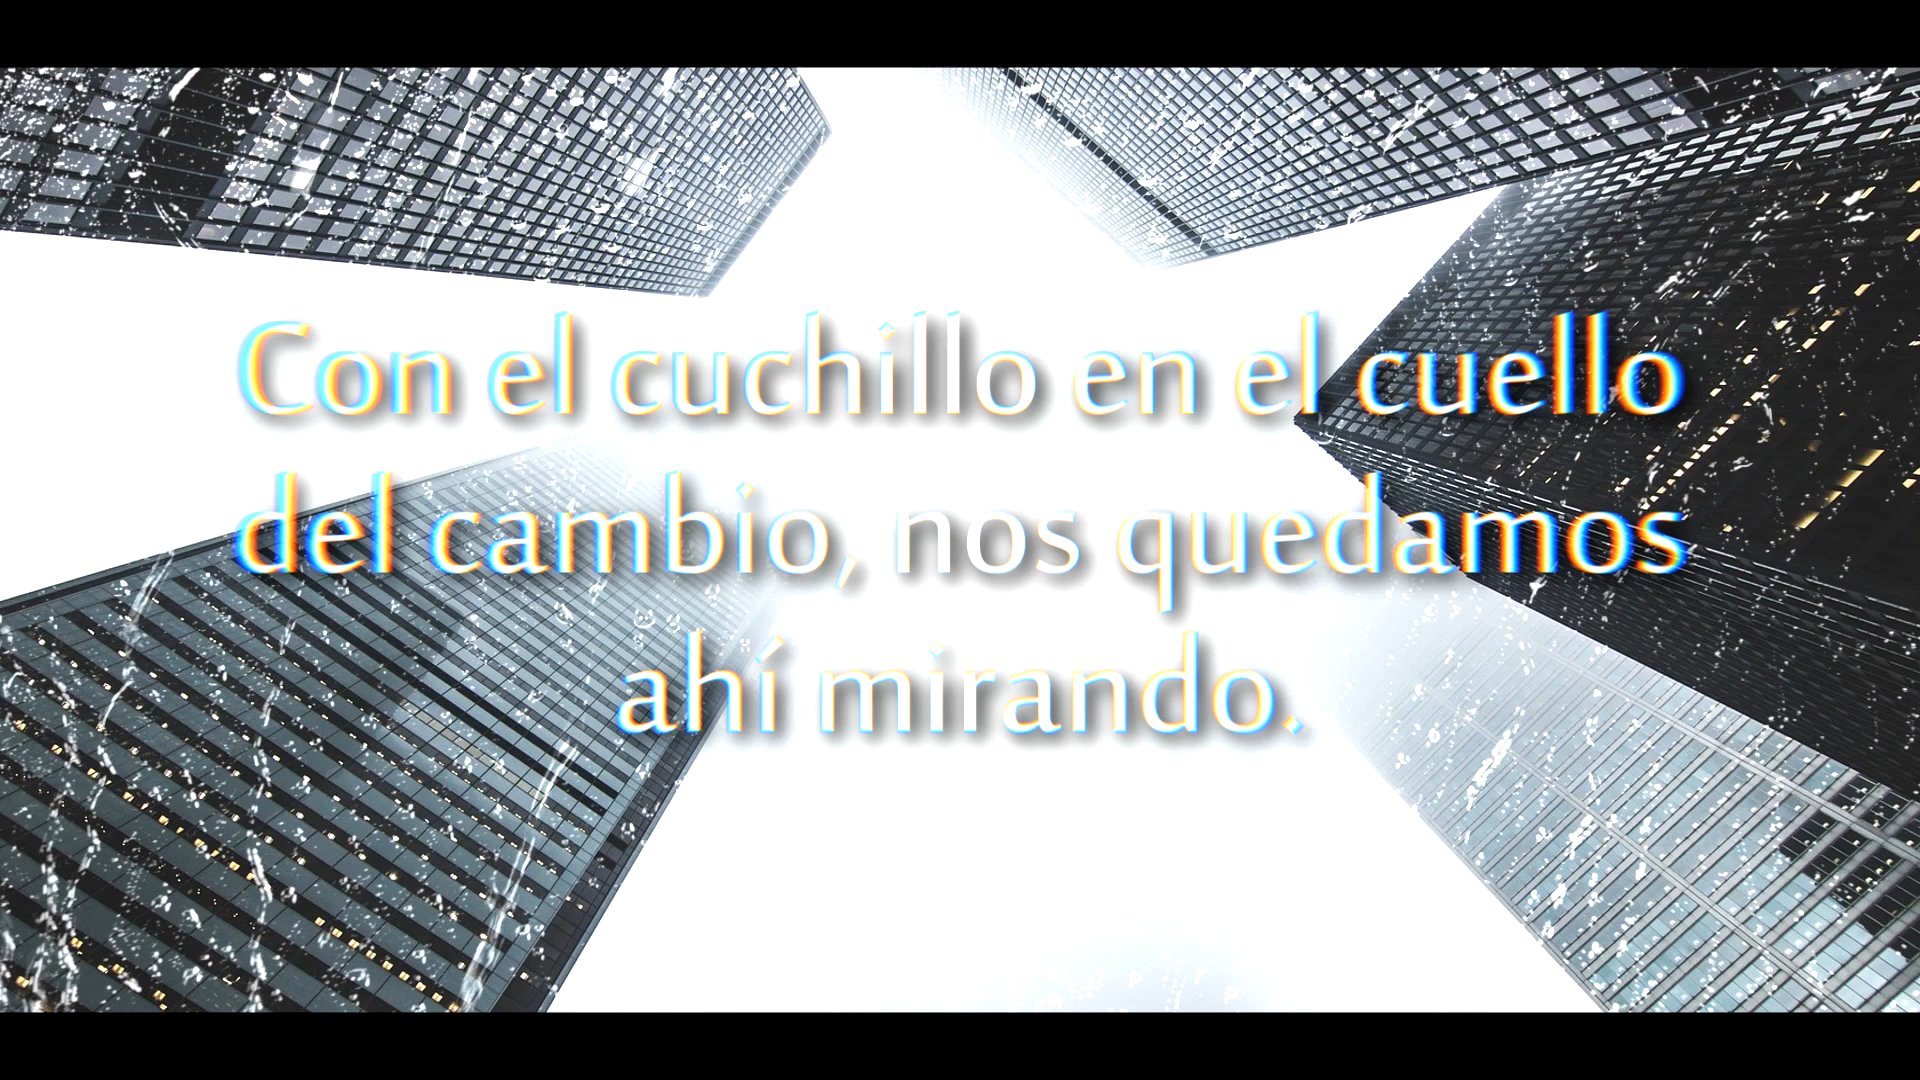 Con el cuchillo en el cuello
del cambio, nos quedamos
ahí mirando.